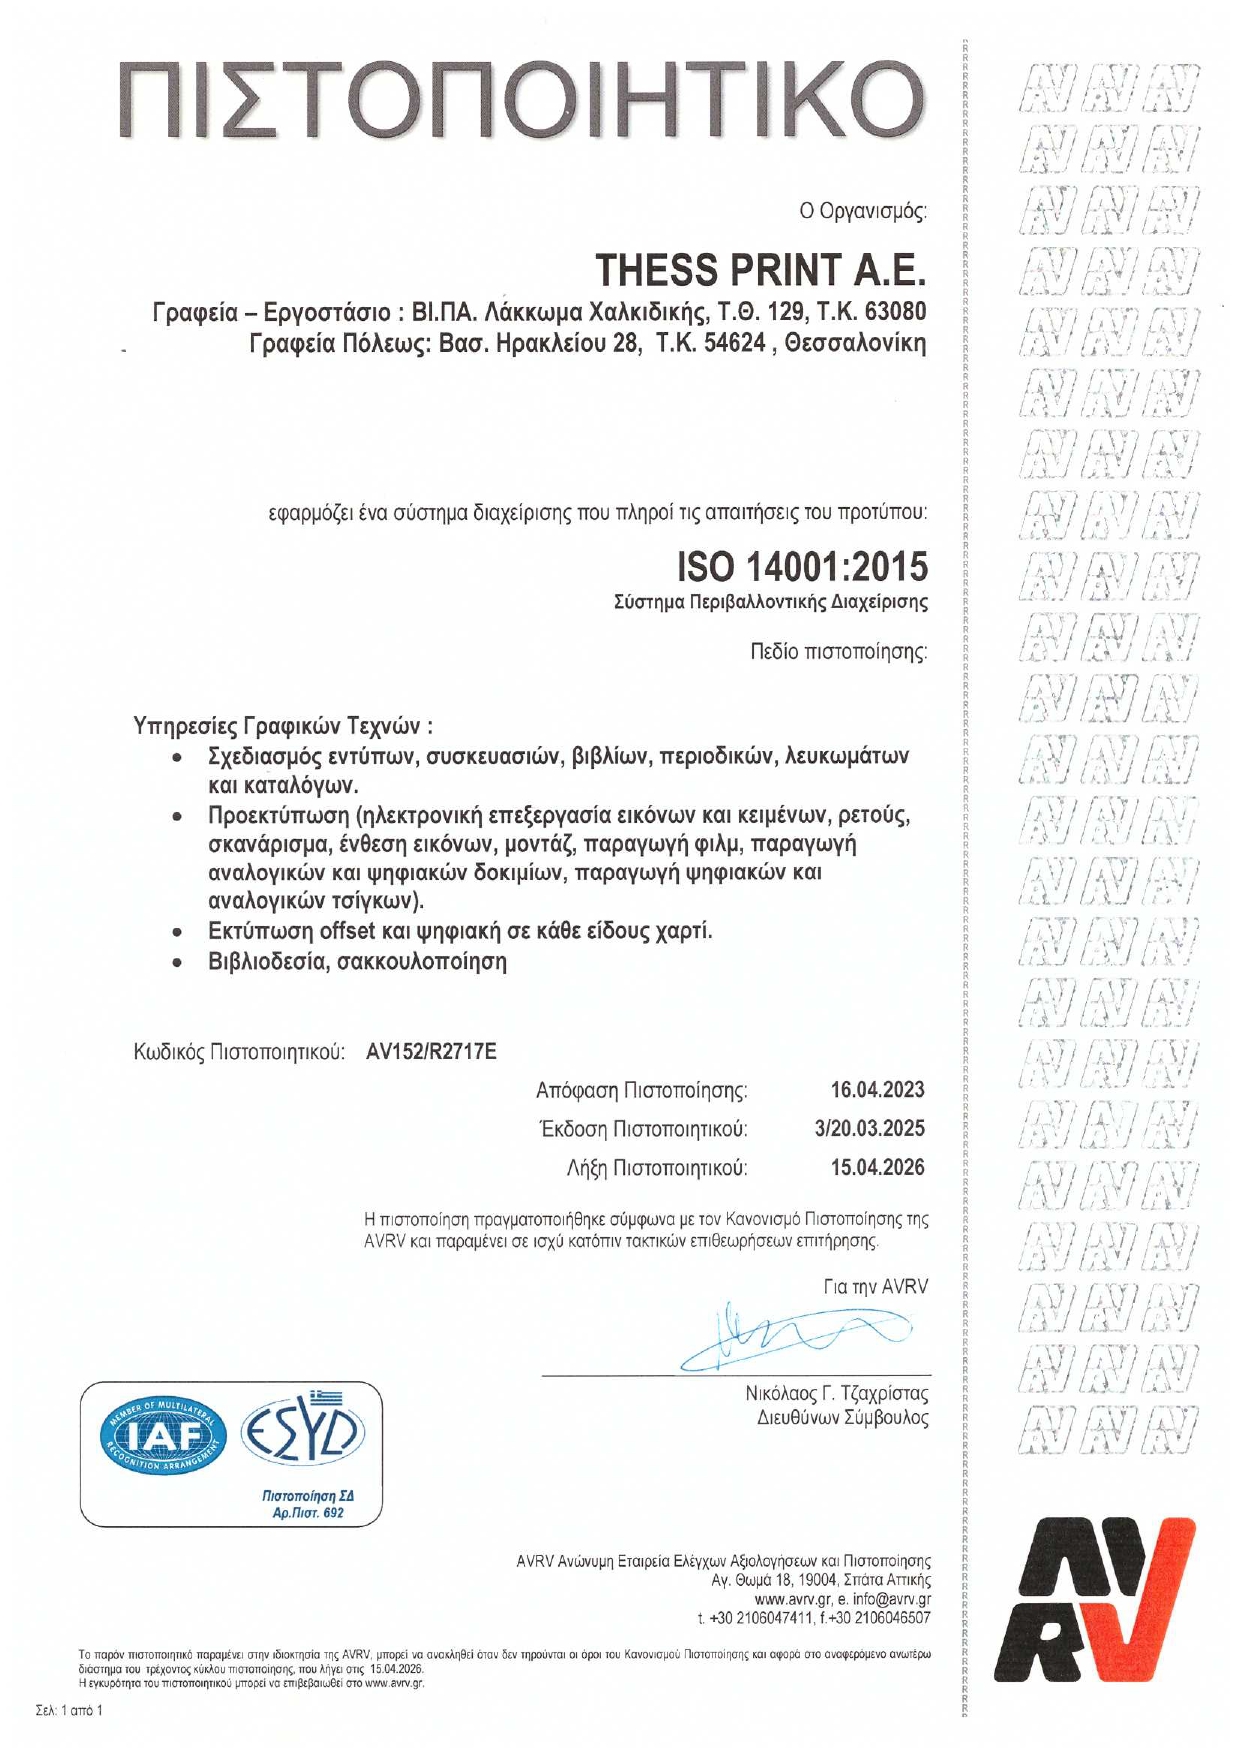 ΠΙΣΤΟΠΟΙΗΤΙΚΟ
Ο Οργανισμός:
THESS PRINT A.E.
Γραφεία – Εργοστάσιο : ΒΙ.ΠΑ. Λάκκωμα Χαλκιδικής, Τ.Θ. 129, Τ.Κ. 63080
Γραφεία Πόλεως: Βασ. Ηρακλείου 28, Τ.Κ. 54624 , Θεσσαλονίκη
εφαρμόζει ένα σύστημα διαχείρισης που πληροί τις απαιτήσεις του προτύπου:
ISO 14001:2015
Σύστημα Περιβαλλοντικής Διαχείρισης
Πεδίο πιστοποίησης:
Υπηρεσίες Γραφικών Τεχνών :
• Σχεδιασμός εντύπων, συσκευασιών, βιβλίων, περιοδικών, λευκωμάτων
και καταλόγων.
• Προεκτύπωση (ηλεκτρονική επεξεργασία εικόνων και κειμένων, ρετούς,
σκανάρισμα, ένθεση εικόνων, μοντάζ, παραγωγή φιλμ, παραγωγή
αναλογικών και ψηφιακών δοκιμίων, παραγωγή ψηφιακών και
αναλογικών τσίγκων).
• Εκτύπωση offset και ψηφιακή σε κάθε είδους χαρτί.
• Βιβλιοδεσία, σακκουλοποίηση
Κωδικός Πιστοποιητικού: AV152/R2717E
Απόφαση Πιστοποίησης: 16.04.2023
Έκδοση Πιστοποιητικού: 3/20.03.2025
Λήξη Πιστοποιητικού: 15.04.2026
Η πιστοποίηση πραγματοποιήθηκε σύμφωνα με τον Κανονισμό Πιστοποίησης της
AVRV και παραμένει σε ισχύ κατόπιν τακτικών επιθεωρήσεων επιτήρησης.
Για την AVRV
Νικόλαος Γ. Τζαχρίστας
Διευθύνων Σύμβουλος
MEMBER OF MULTILATERAL
IAF
RECOGNITION ARRANGEMENT
ESYD
Πιστοποίηση ΣΔ
Αρ.Πιστ. 692
AVRV Ανώνυμη Εταιρεία Ελέγχων Αξιολογήσεων και Πιστοποίησης
Αγ. Θωμά 18, 19004, Σπάτα Αττικής
www.avrv.gr, e. info@avrv.gr
t. +30 2106047411, f.+30 2106046507
AVRV
Το παρόν πιστοποιητικό παραμένει στην ιδιοκτησία της AVRV, μπορεί να ανακληθεί όταν δεν τηρούνται οι όροι του Κανονισμού Πιστοποίησης και αφορά στο αναφερόμενο ανωτέρω
διάστημα του τρέχοντος κύκλου πιστοποίησης, που λήγει στις 15.04.2026.
Η εγκυρότητα του πιστοποιητικού μπορεί να επιβεβαιωθεί στο www.avrv.gr.
Σελ: 1 από 1